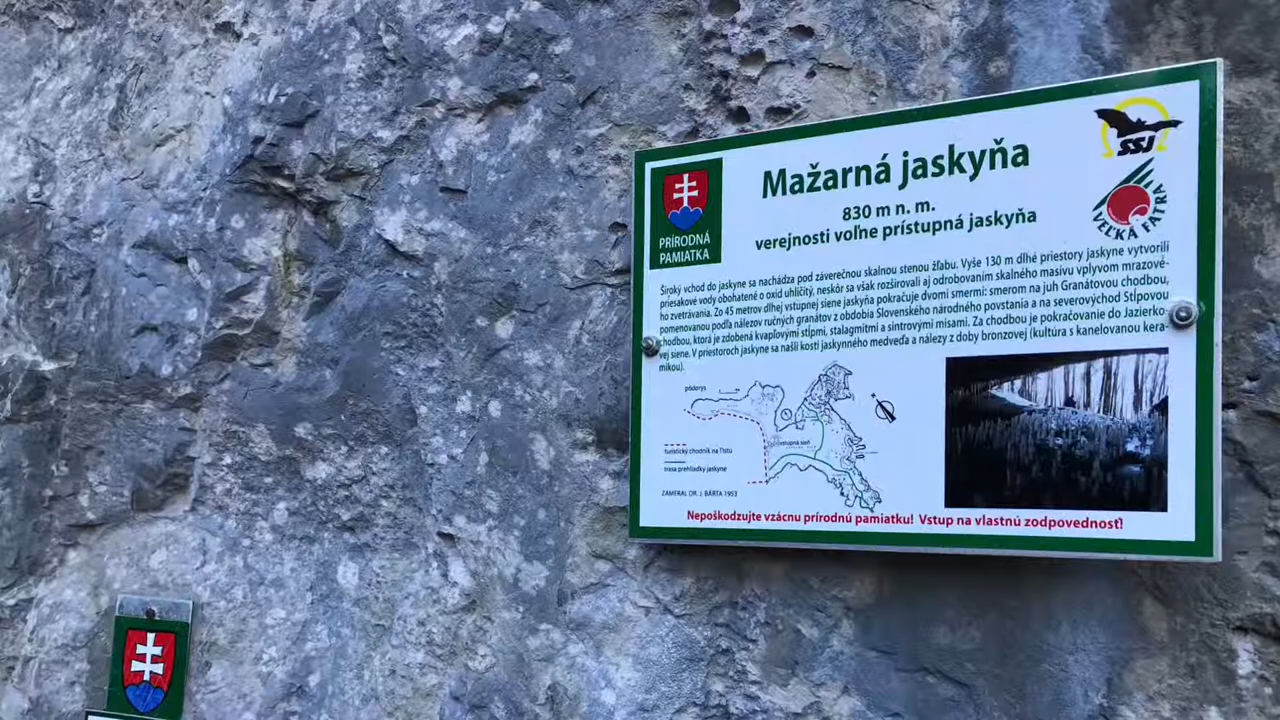 Mažarná jaskyňa
830 m n. m.
verejnosti voľne prístupná jaskyňa
PRÍRODNÁ
PAMIATKA
SSJ
VEĽKÁ FATRA
Široký vchod do jaskyne sa nachádza pod záverečnou skalnou stenou žľabu. Vyše 130 m dlhé priestory jaskyne vytvorili
priesakové vody obohatené o oxid uhličitý, neskôr sa však rozširovali aj odrobovaním skalného masívu vplyvom mrazové-
ho zvetrávania. Zo 45 metrov dlhej vstupnej siene jaskyňa pokračuje dvomi smermi: smerom na juh Granátovou chodbou,
pomenovanou podľa nálezov ručných granátov z obdobia Slovenského národného povstania a na severovýchod Stĺpovou
chodbou, ktorá je zdobená kvapľovými stĺpmi, stalagmitmi a sintrovými misami. Za chodbou je pokračovanie do Jazierko-
vej siene. V priestoroch jaskyne sa našli kosti jaskynného medveďa a nálezy z doby bronzovej (kultúra s kanelovanou kera-
mikou).
pôdorys
vstupná sieň
turistický chodník na Tlstú
trasa prehliadky jaskyne
ZAMERAL DR. J. BÁRTA 1953
Nepoškodzujte vzácnu prírodnú pamiatku! Vstup na vlastnú zodpovednosť!